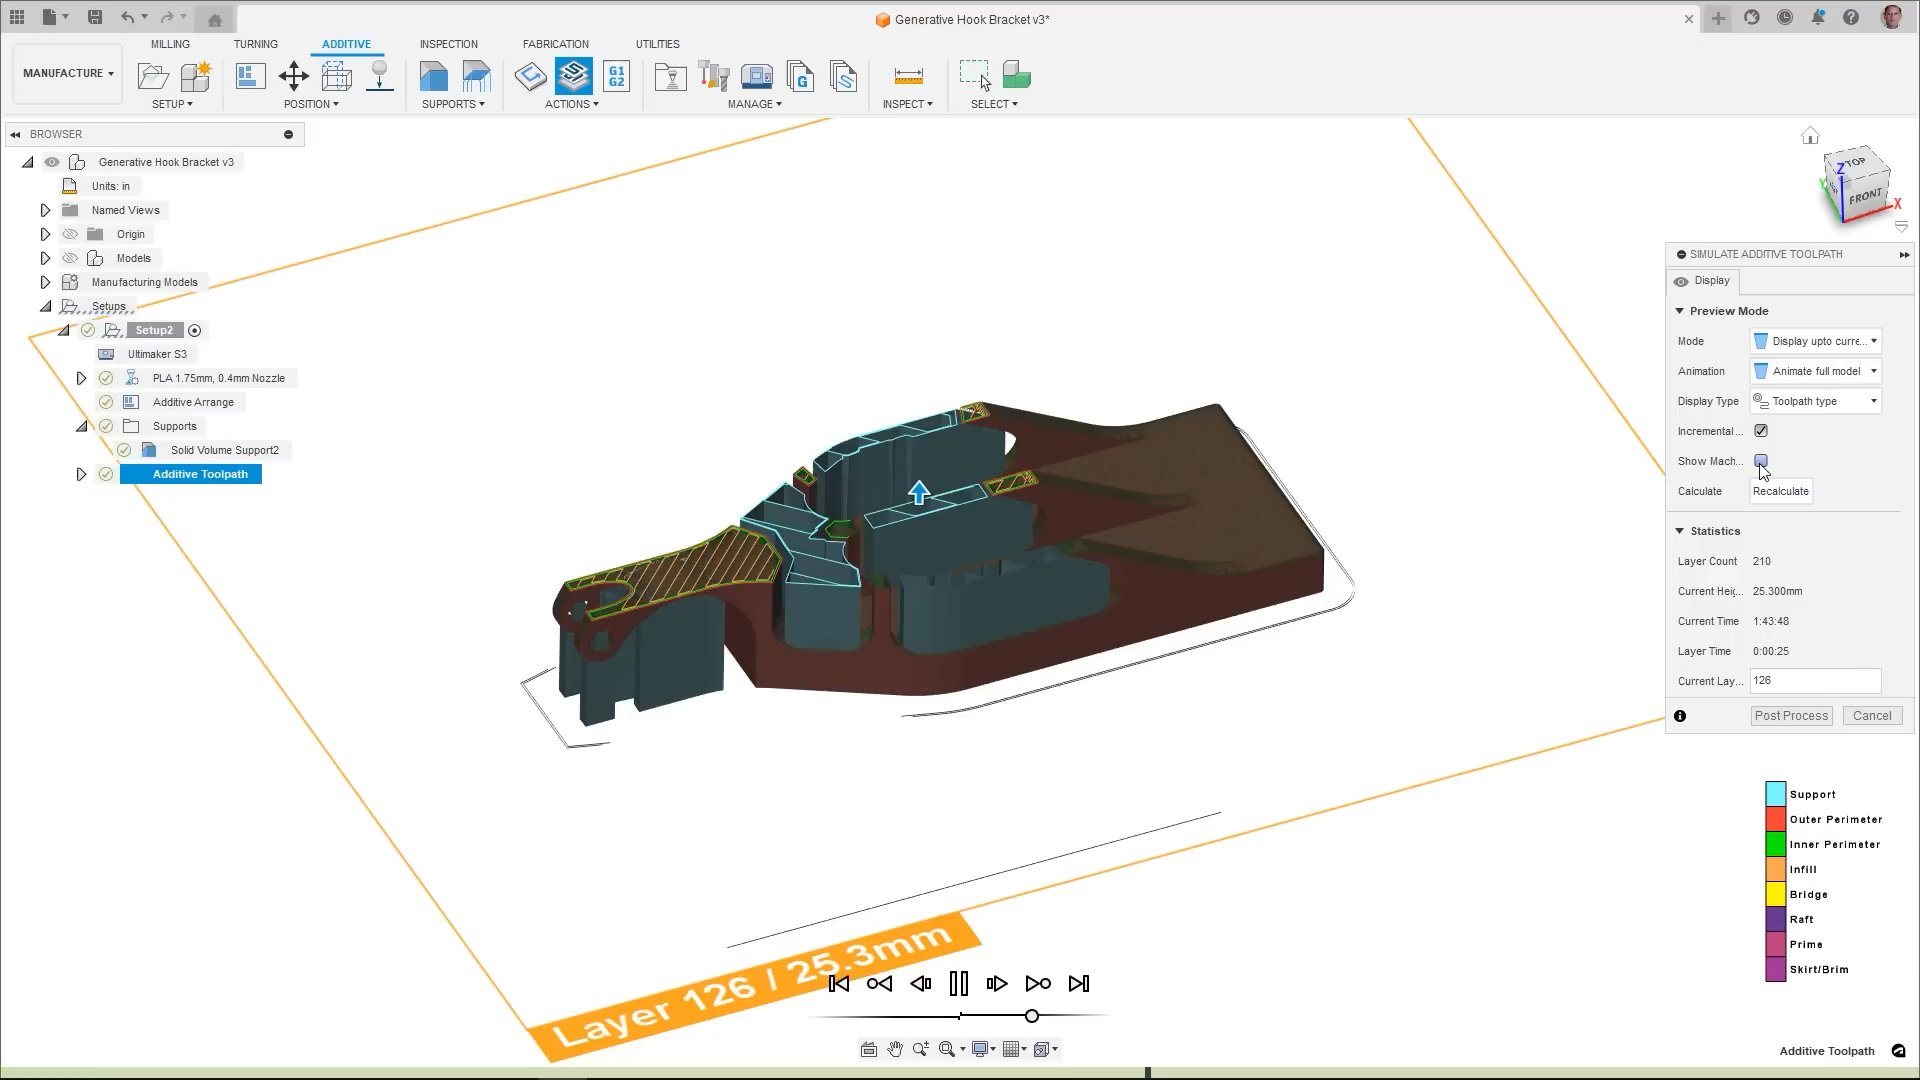 Generative Hook Bracket v3*
MANUFACTURE
MILLING
TURNING
ADDITIVE
INSPECTION
FABRICATION
UTILITIES
G1
G2
SETUP
POSITION
SUPPORTS
ACTIONS
MANAGE
INSPECT
SELECT
BROWSER
Generative Hook Bracket v3
Units: in
Named Views
Origin
Models
Manufacturing Models
Setups
Setup2
Ultimaker S3
PLA 1.75mm, 0.4mm Nozzle
Additive Arrange
Supports
Solid Volume Support2
Additive Toolpath
TOP
FRONT
Z
X
Y
SIMULATE ADDITIVE TOOLPATH
Display
Preview Mode
Mode Display upto curre...
Animation Animate full model
Display Type Toolpath type
Incremental ...
Show Mach...
Calculate Recalculate
Statistics
Layer Count 210
Current Heig... 25.300mm
Current Time 1:43:48
Layer Time 0:00:25
Current Lay... 126
Post Process Cancel
Support
Outer Perimeter
Inner Perimeter
Infill
Bridge
Raft
Prime
Skirt/Brim
Layer 126 / 25.3mm
Additive Toolpath